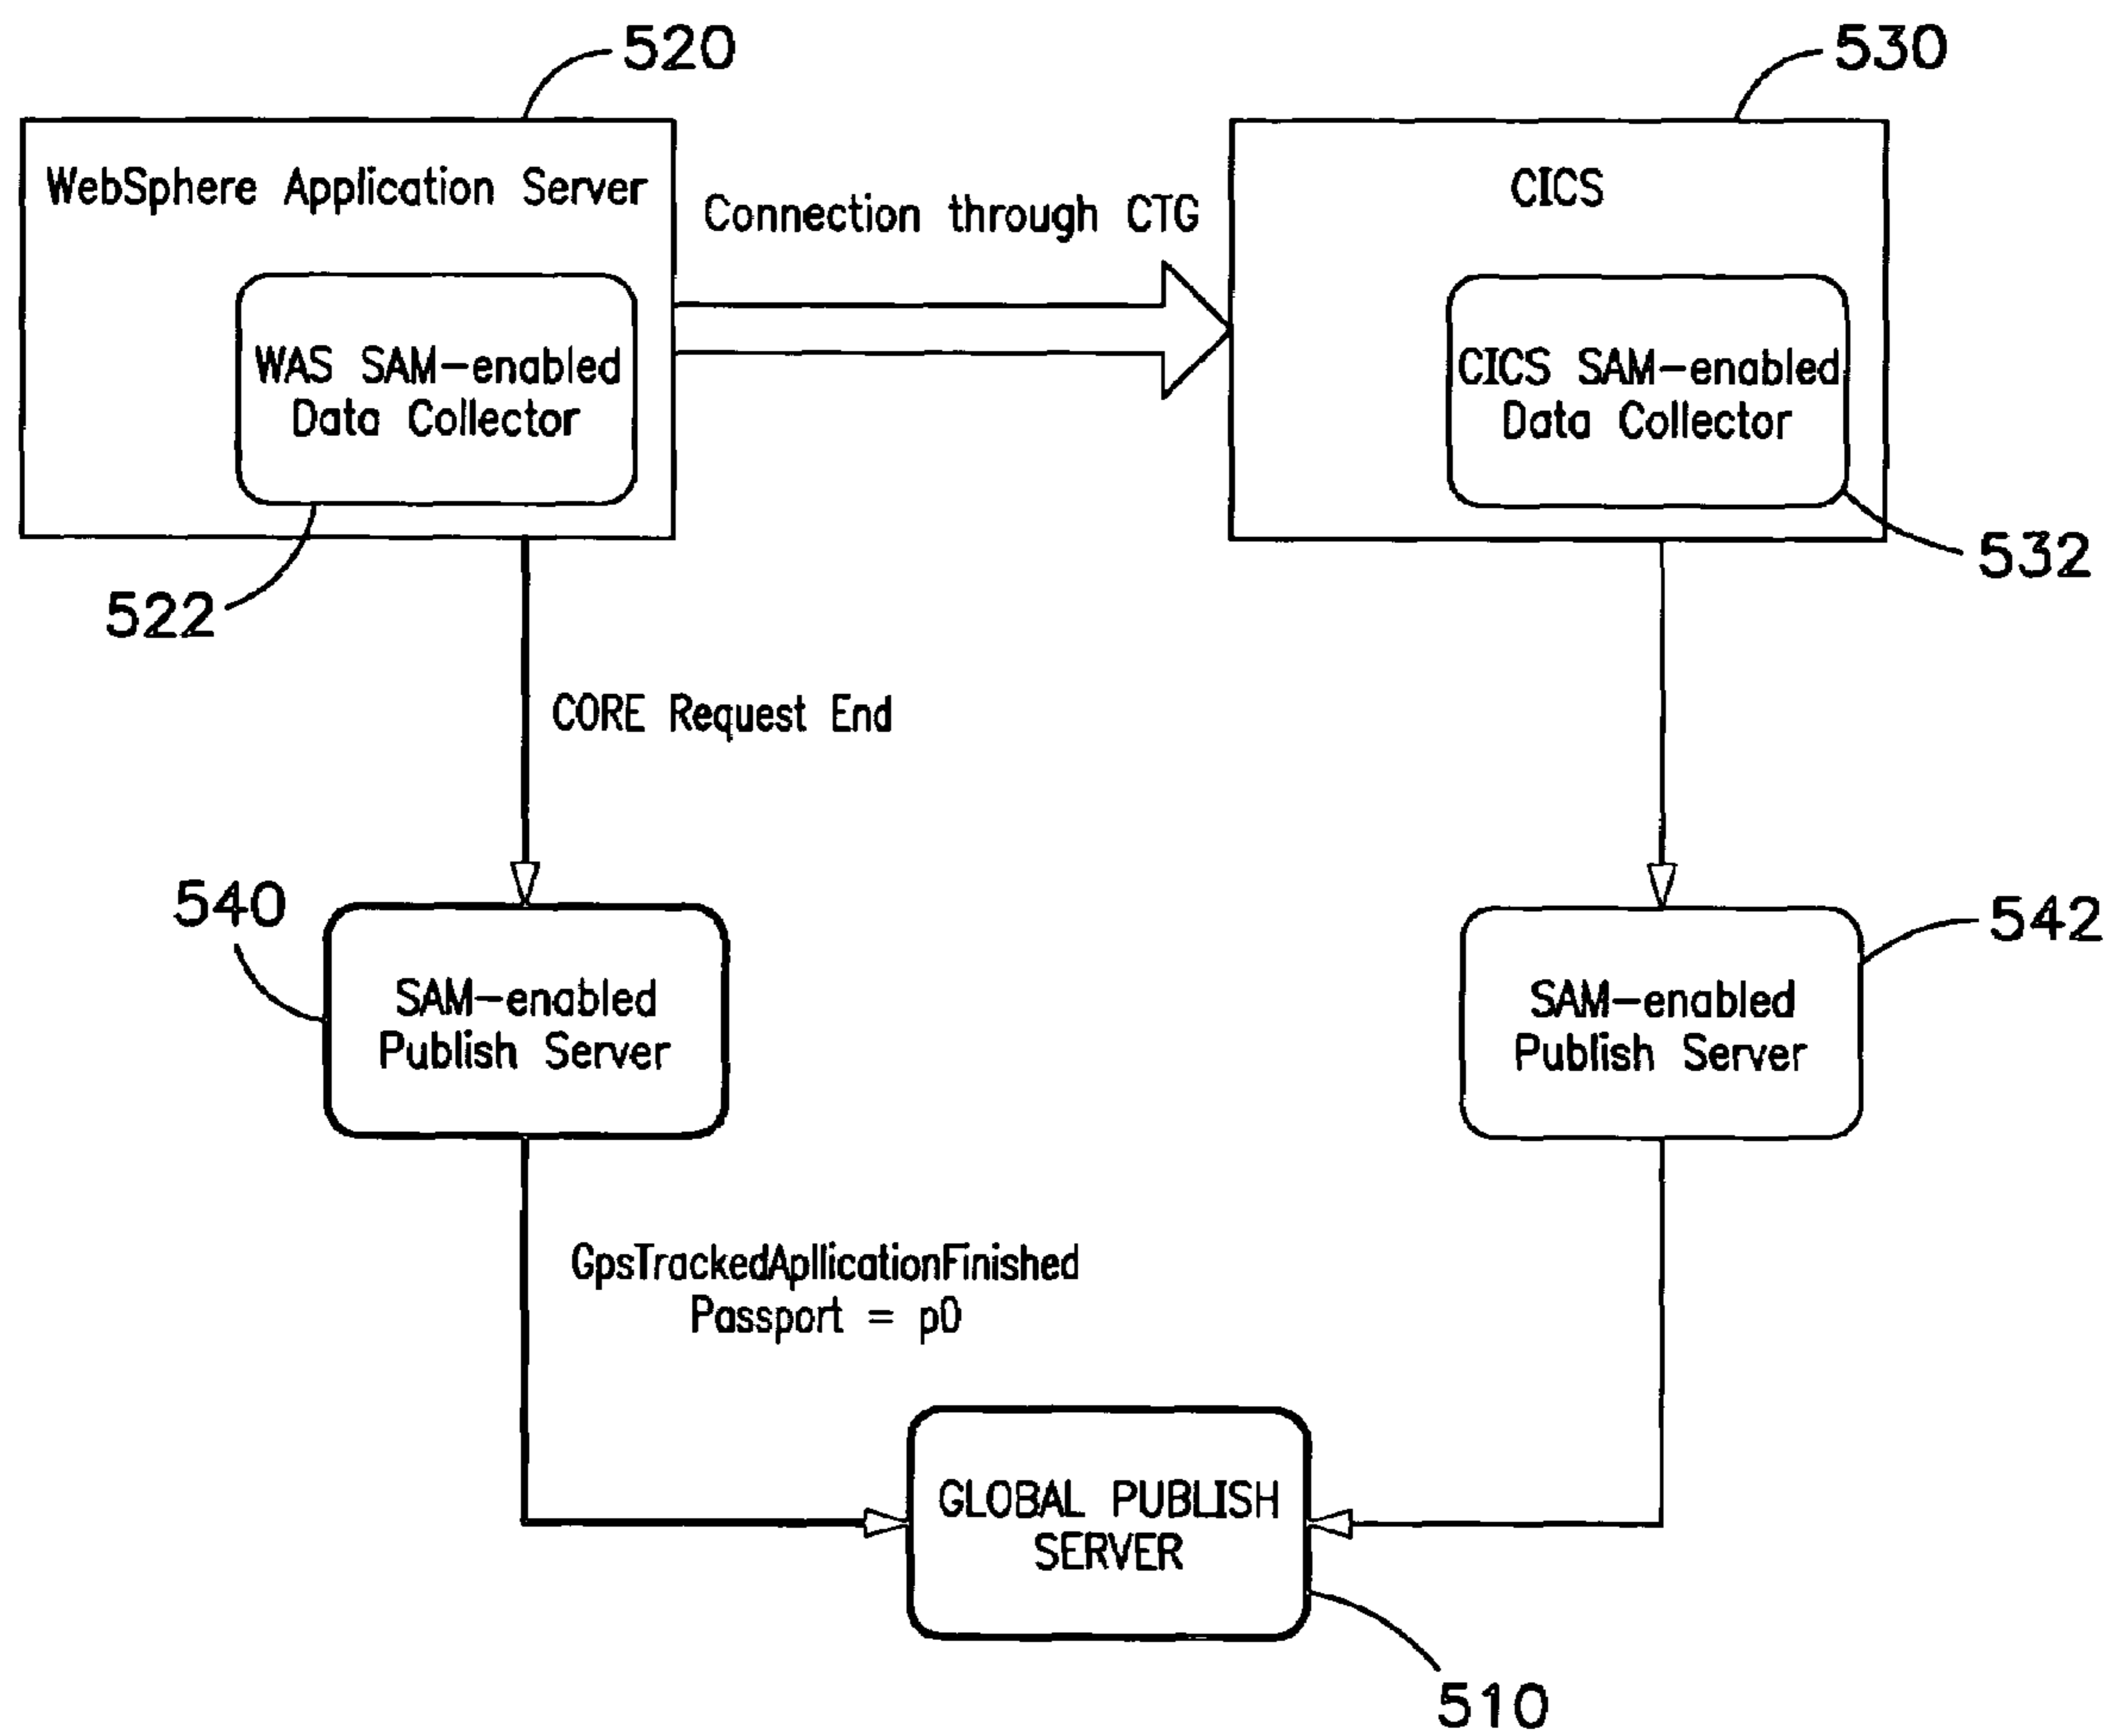 520
530
WebSphere Application Server
CICS
Connection through CTG
WAS SAM-enabled
Data Collector
CICS SAM-enabled
Data Collector
532
522
CORE Request End
540
542
SAM-enabled
Publish Server
SAM-enabled
Publish Server
GpsTrackedApllicationFinished
Passport = p0
GLOBAL PUBLISH
SERVER
510